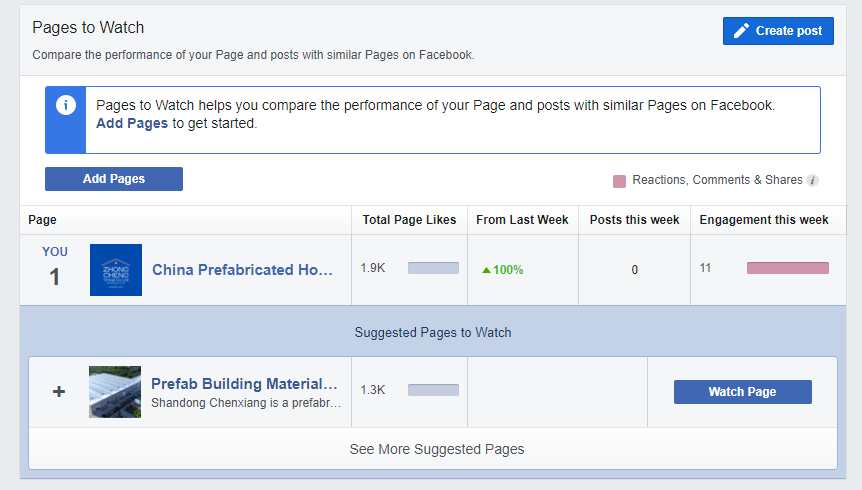 Pages to Watch
Create post
Compare the performance of your Page and posts with similar Pages on Facebook.
Pages to Watch helps you compare the performance of your Page and posts with similar Pages on Facebook.
Add Pages to get started.
Add Pages
Reactions, Comments & Shares
Page Total Page Likes From Last Week Posts this week Engagement this week
YOU
1
ZHONG
CHENG
China Prefabricated Ho...
1.9K
100%
0
11
Suggested Pages to Watch
Prefab Building Material...
Shandong Chenxiang is a prefabr...
1.3K
Watch Page
See More Suggested Pages